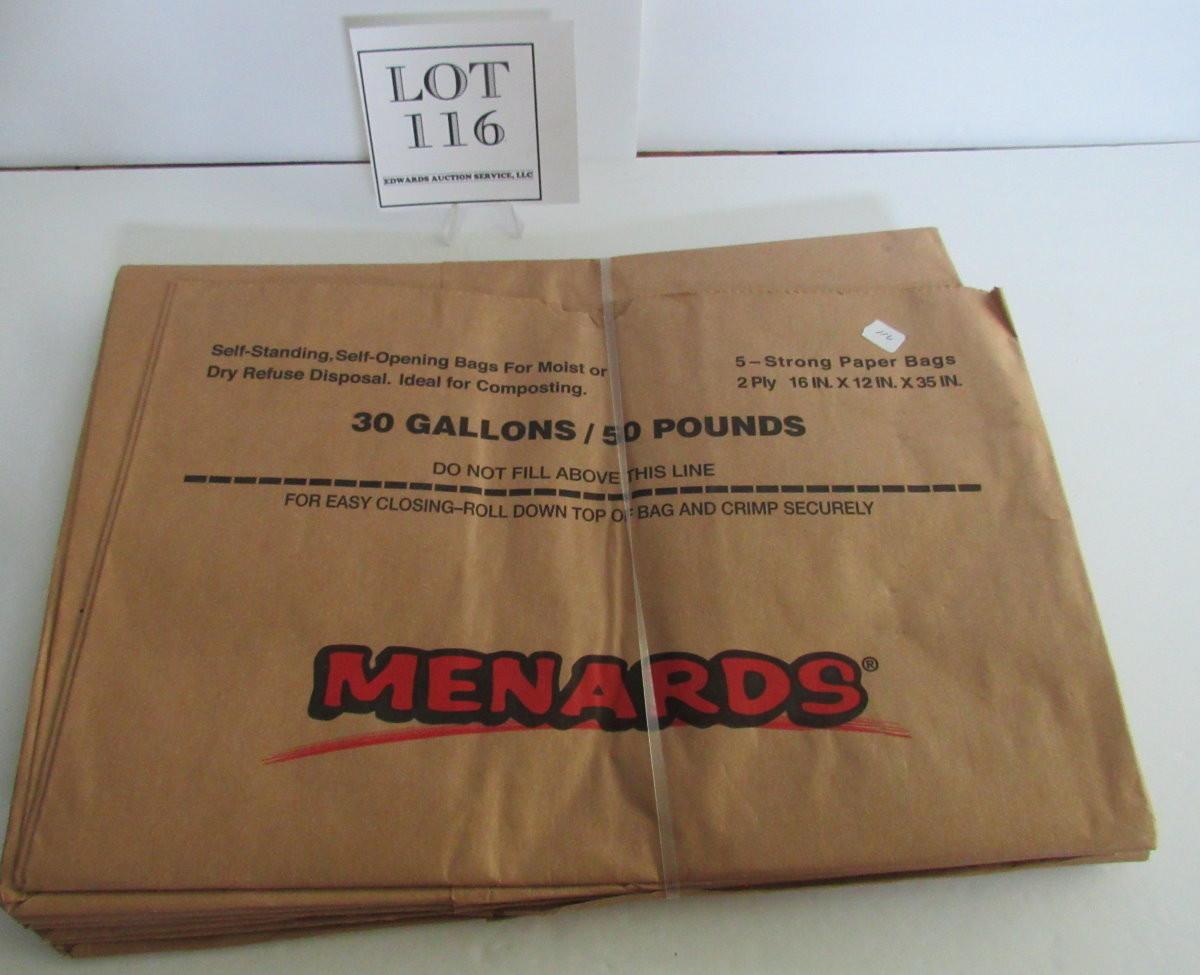 LOT
116
EDWARDS AUCTION SERVICE, LLC
Self-Standing, Self-Opening Bags For Moist or
Dry Refuse Disposal. Ideal for Composting.
5–Strong Paper Bags
2 Ply 16 IN. X 12 IN. X 35 IN.
116
30 GALLONS / 50 POUNDS
DO NOT FILL ABOVE THIS LINE
FOR EASY CLOSING–ROLL DOWN TOP OF BAG AND CRIMP SECURELY
MENARDS®